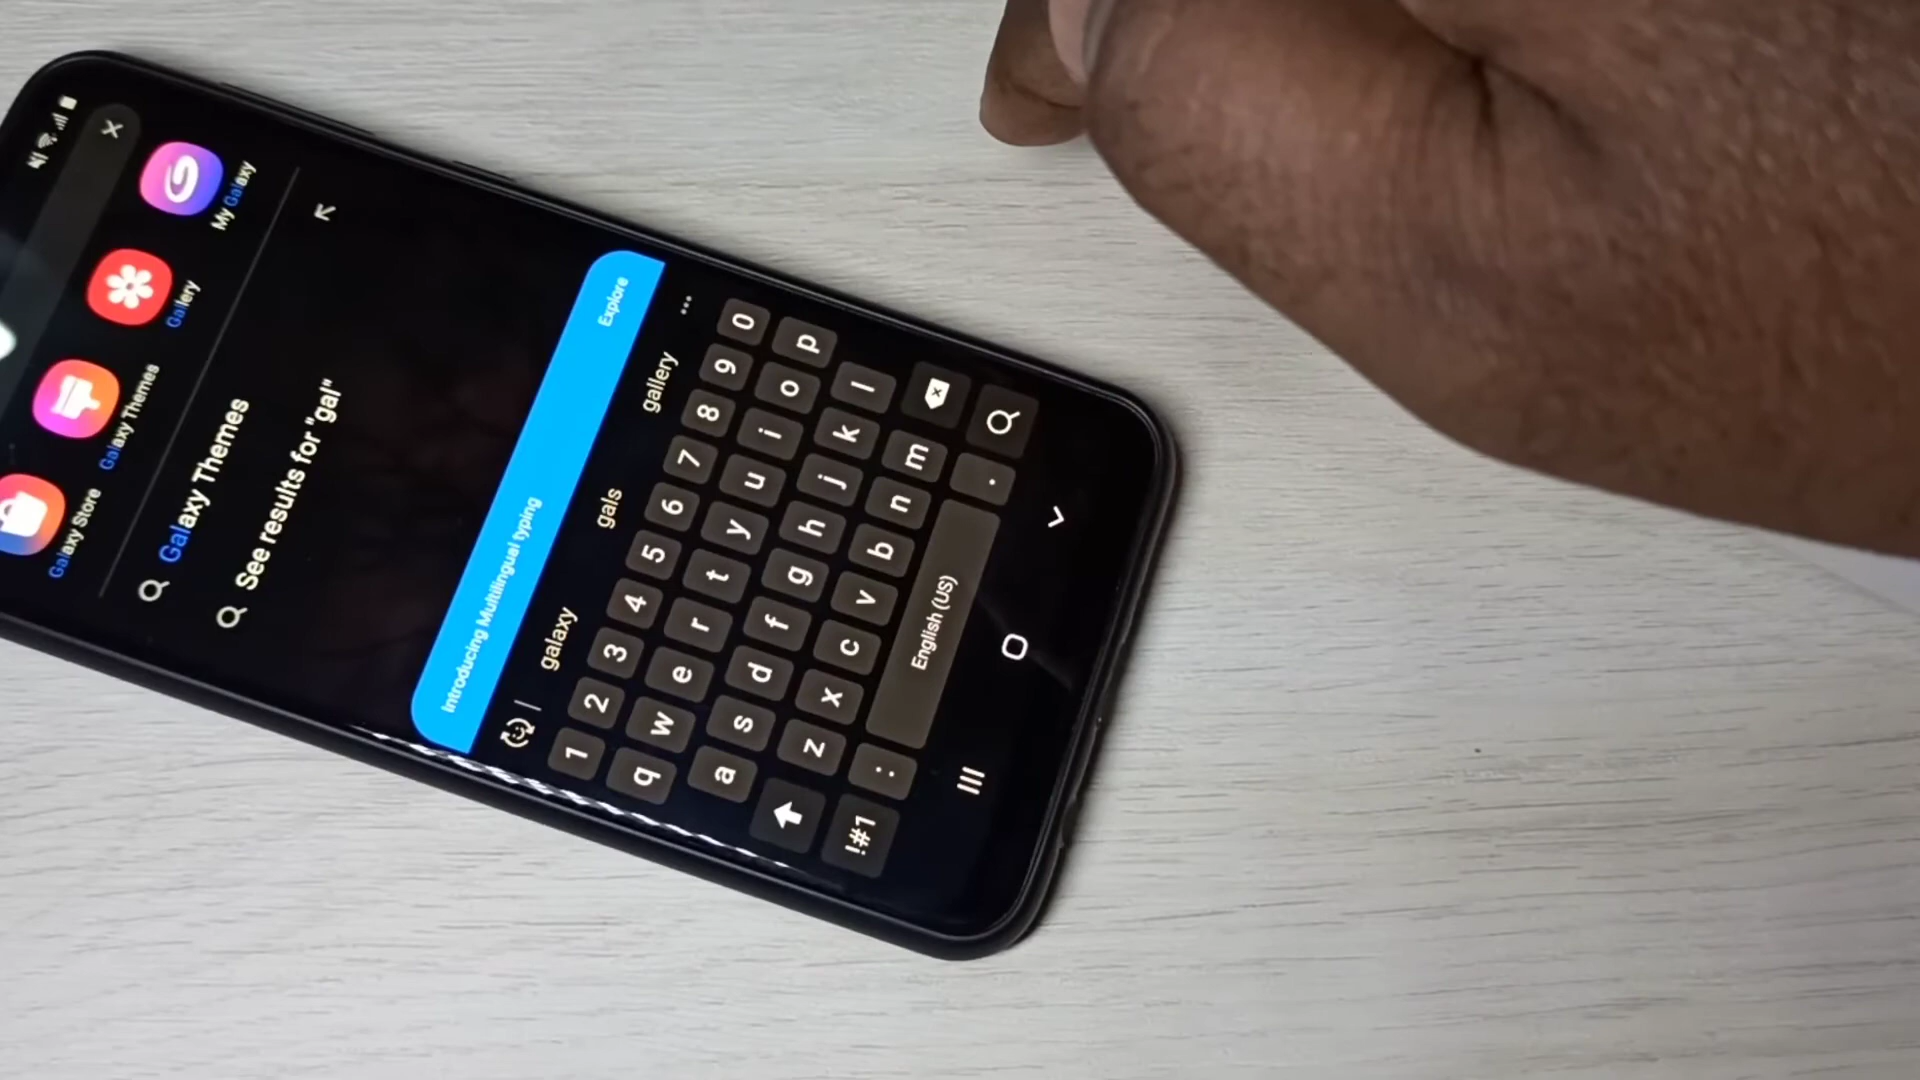 Galaxy Store
Galaxy Themes
Gallery
My Galaxy
Galaxy Themes
See results for "gal"
Introducing Multilingual typing
Explore
galaxy gals gallery ...
1 2 3 4 5 6 7 8 9 0
q w e r t y u i o p
a s d f g h j k l
z x c v b n m
!#1 : English (US) .